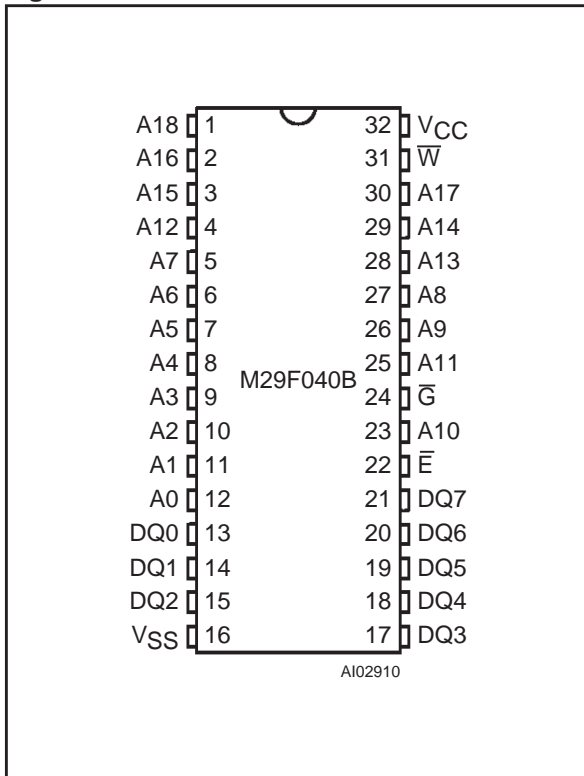 A18 1 32 VCC
A16 2 31 W̅
A15 3 30 A17
A12 4 29 A14
A7 5 28 A13
A6 6 27 A8
A5 7 26 A9
A4 8 25 A11
M29F040B
A3 9 24 G̅
A2 10 23 A10
A1 11 22 E̅
A0 12 21 DQ7
DQ0 13 20 DQ6
DQ1 14 19 DQ5
DQ2 15 18 DQ4
VSS 16 17 DQ3
AI02910